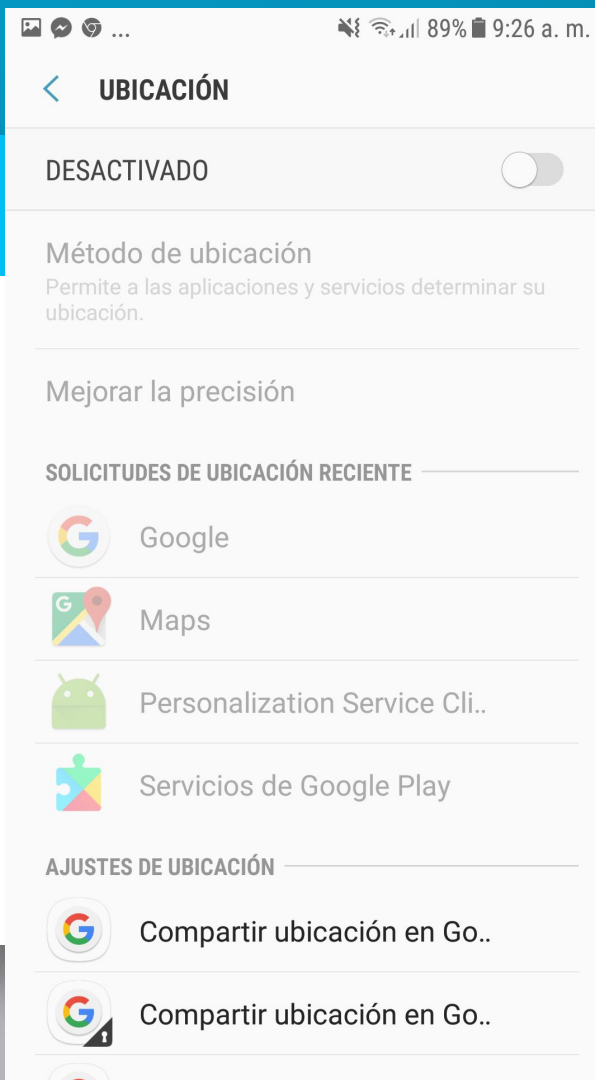 ... 89% 9:26 a. m.
UBICACIÓN
DESACTIVADO
Método de ubicación
Permite a las aplicaciones y servicios determinar su
ubicación.
Mejorar la precisión
SOLICITUDES DE UBICACIÓN RECIENTE
Google
Maps
Personalization Service Cli..
Servicios de Google Play
AJUSTES DE UBICACIÓN
Compartir ubicación en Go..
Compartir ubicación en Go..